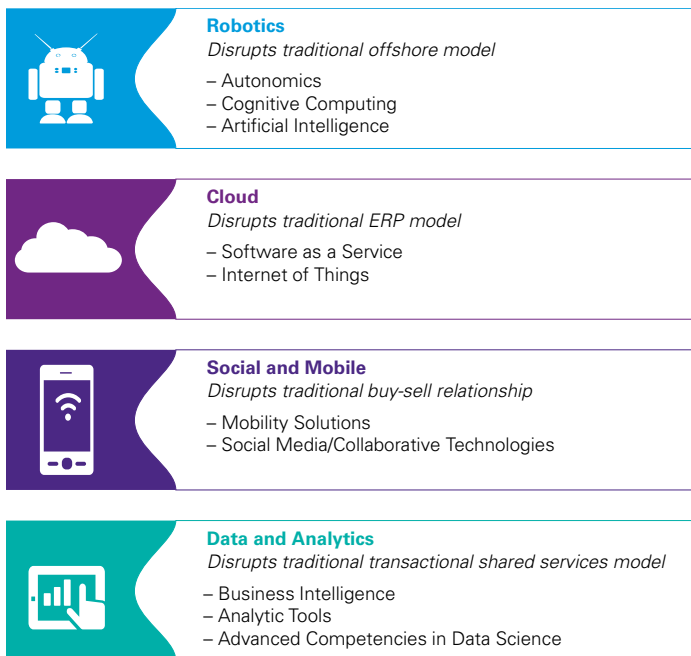 Robotics
Disrupts traditional offshore model
– Autonomics
– Cognitive Computing
– Artificial Intelligence
Cloud
Disrupts traditional ERP model
– Software as a Service
– Internet of Things
Social and Mobile
Disrupts traditional buy-sell relationship
– Mobility Solutions
– Social Media/Collaborative Technologies
Data and Analytics
Disrupts traditional transactional shared services model
– Business Intelligence
– Analytic Tools
– Advanced Competencies in Data Science